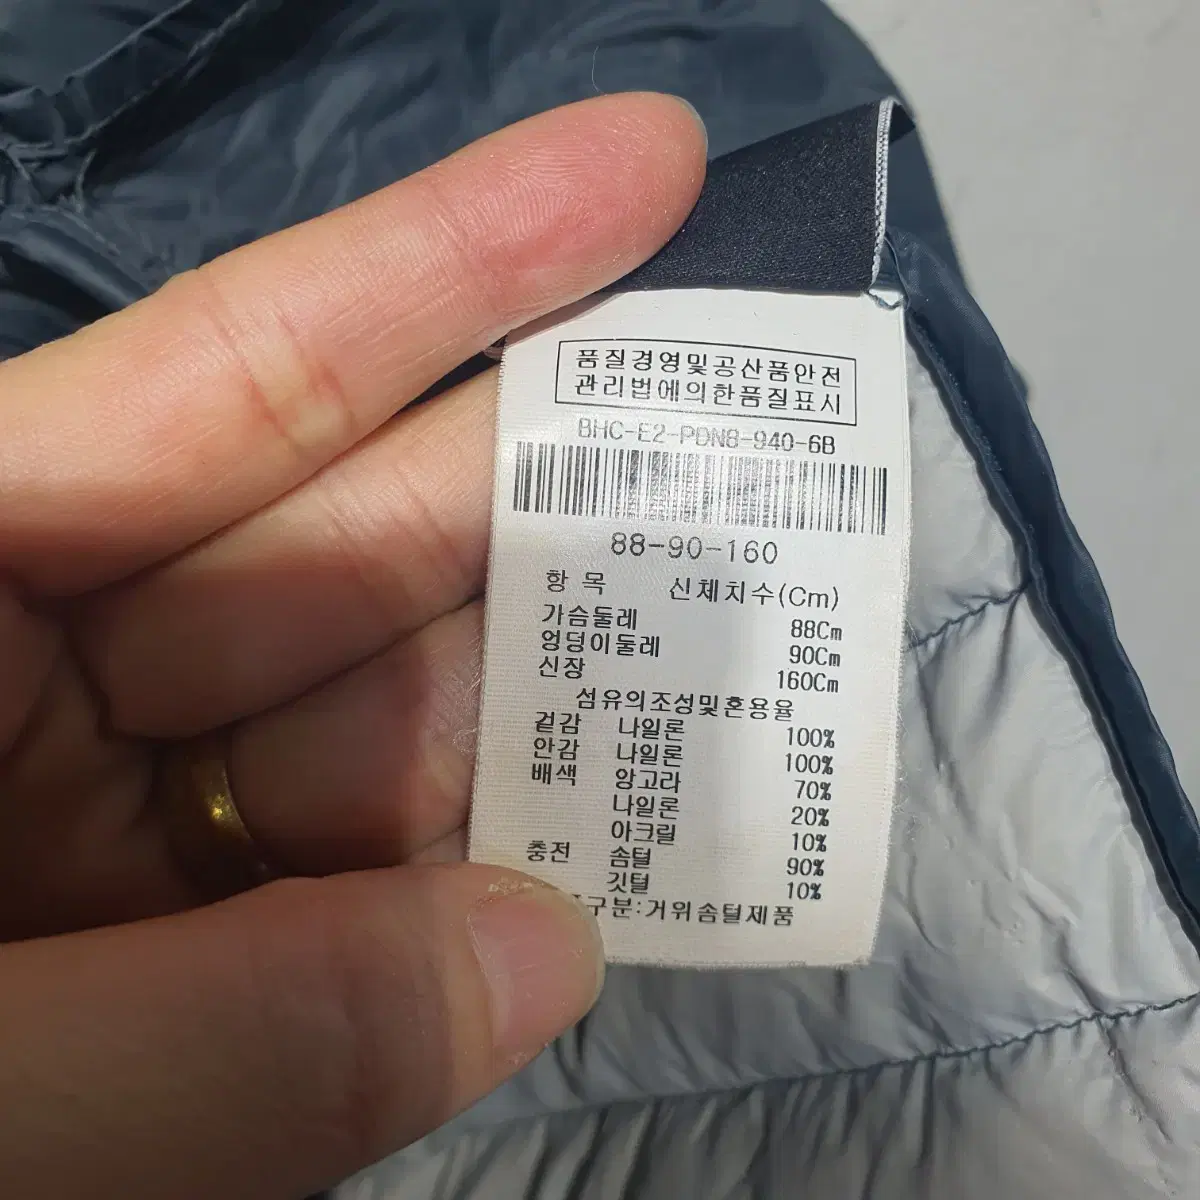 품질경영및공산품안전
관리법에의한품질표시
BHC-E2-PDN8-940-6B
88-90-160
항 목 신체치수(Cm)
가슴둘레 88Cm
엉덩이둘레 90Cm
신장 160Cm
섬유의조성및혼용율
겉감 나일론 100%
안감 나일론 100%
배색 앙고라 70%
나일론 20%
아크릴 10%
충전 솜털 90%
깃털 10%
구분:거위솜털제품